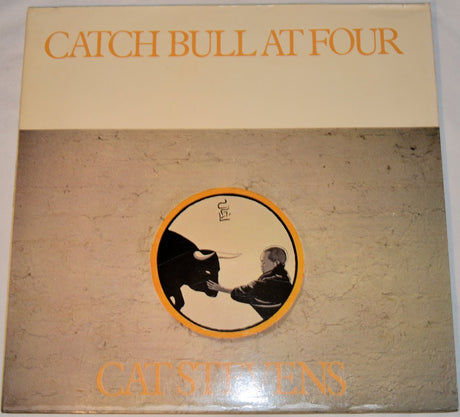 CATCH BULL AT FOUR
CAT STEVENS